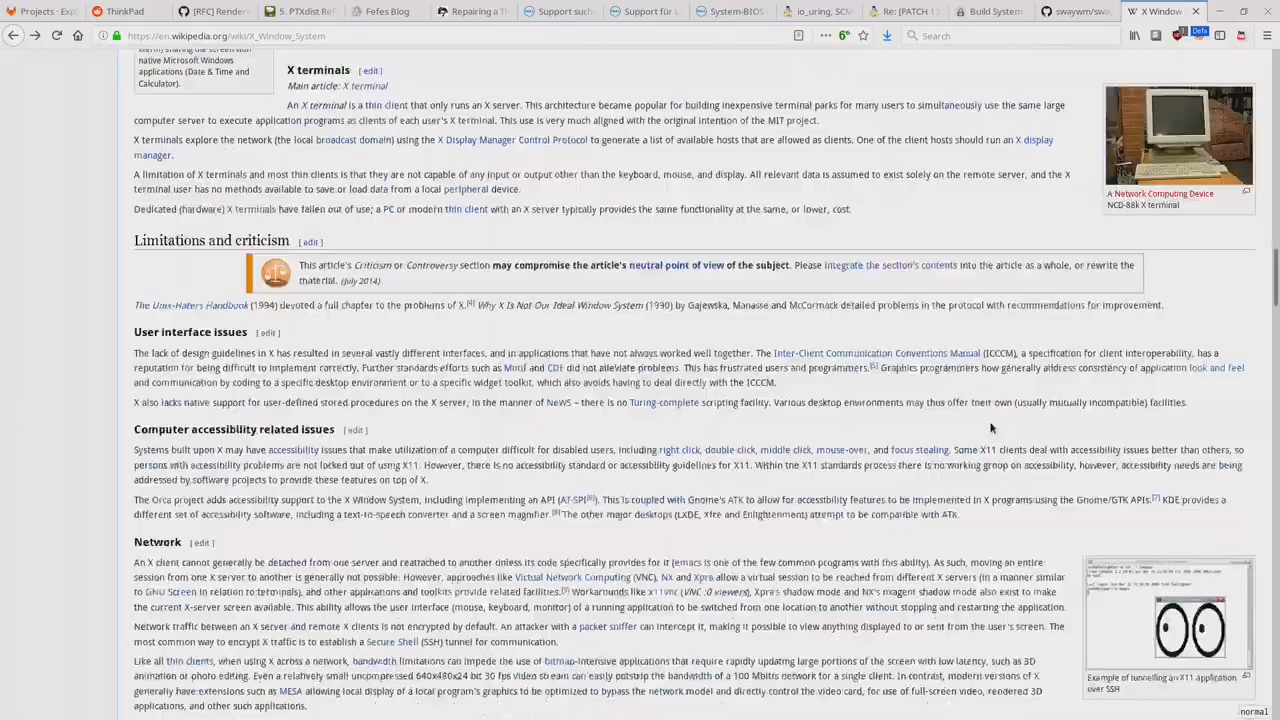 Projects · Exp
ThinkPad
[RFC] Render
5. PTXdist Ref
Fefes Blog
Repairing a Th
Support such
Support für L
System-BIOS
io_uring, SCM
Re: [PATCH 1
Build System
swaywm/sway
X Window
https://en.wikipedia.org/wiki/X_Window_System
6°
Search
Defa
xterm) sharing the screen with
native Microsoft Windows
applications (Date & Time and
Calculator).
X terminals [ edit ]
Main article: X terminal
An X terminal is a thin client that only runs an X server. This architecture became popular for building inexpensive terminal parks for many users to simultaneously use the same large
computer server to execute application programs as clients of each user's X terminal. This use is very much aligned with the original intention of the MIT project.
X terminals explore the network (the local broadcast domain) using the X Display Manager Control Protocol to generate a list of available hosts that are allowed as clients. One of the client hosts should run an X display
manager.
A limitation of X terminals and most thin clients is that they are not capable of any input or output other than the keyboard, mouse, and display. All relevant data is assumed to exist solely on the remote server, and the X
terminal user has no methods available to save or load data from a local peripheral device.
Dedicated (hardware) X terminals have fallen out of use; a PC or modern thin client with an X server typically provides the same functionality at the same, or lower, cost.
A Network Computing Device
NCD-88k X terminal
Limitations and criticism [ edit ]
This article's Criticism or Controversy section may compromise the article's neutral point of view of the subject. Please integrate the section's contents into the article as a whole, or rewrite the
material. (July 2014)
The Unix-Haters Handbook (1994) devoted a full chapter to the problems of X.[4] Why X Is Not Our Ideal Window System (1990) by Gajewska, Manasse and McCormack detailed problems in the protocol with recommendations for improvement.
User interface issues [ edit ]
The lack of design guidelines in X has resulted in several vastly different interfaces, and in applications that have not always worked well together. The Inter-Client Communication Conventions Manual (ICCCM), a specification for client interoperability, has a
reputation for being difficult to implement correctly. Further standards efforts such as Motif and CDE did not alleviate problems. This has frustrated users and programmers.[5] Graphics programmers now generally address consistency of application look and feel
and communication by coding to a specific desktop environment or to a specific widget toolkit, which also avoids having to deal directly with the ICCCM.
X also lacks native support for user-defined stored procedures on the X server, in the manner of NeWS – there is no Turing-complete scripting facility. Various desktop environments may thus offer their own (usually mutually incompatible) facilities.
Computer accessibility related issues [ edit ]
Systems built upon X may have accessibility issues that make utilization of a computer difficult for disabled users, including right click, double click, middle click, mouse-over, and focus stealing. Some X11 clients deal with accessibility issues better than others, so
persons with accessibility problems are not locked out of using X11. However, there is no accessibility standard or accessibility guidelines for X11. Within the X11 standards process there is no working group on accessibility, however, accessibility needs are being
addressed by software projects to provide these features on top of X.
The Orca project adds accessibility support to the X Window System, including implementing an API (AT-SPI[6]). This is coupled with Gnome's ATK to allow for accessibility features to be implemented in X programs using the Gnome/GTK APIs.[7] KDE provides a
different set of accessibility software, including a text-to-speech converter and a screen magnifier.[8] The other major desktops (LXDE, Xfce and Enlightenment) attempt to be compatible with ATK.
Network [ edit ]
An X client cannot generally be detached from one server and reattached to another unless its code specifically provides for it (emacs is one of the few common programs with this ability). As such, moving an entire
session from one X server to another is generally not possible. However, approaches like Virtual Network Computing (VNC), NX and Xpra allow a virtual session to be reached from different X servers (in a manner similar
to GNU Screen in relation to terminals), and other applications and toolkits provide related facilities.[9] Workarounds like x11vnc (VNC :0 viewers), Xpra's shadow mode and NX's nxagent shadow mode also exist to make
the current X-server screen available. This ability allows the user interface (mouse, keyboard, monitor) of a running application to be switched from one location to another without stopping and restarting the application.
Network traffic between an X server and remote X clients is not encrypted by default. An attacker with a packet sniffer can intercept it, making it possible to view anything displayed to or sent from the user's screen. The
most common way to encrypt X traffic is to establish a Secure Shell (SSH) tunnel for communication.
Like all thin clients, when using X across a network, bandwidth limitations can impede the use of bitmap-intensive applications that require rapidly updating large portions of the screen with low latency, such as 3D
animation or photo editing. Even a relatively small uncompressed 640x480x24 bit 30 fps video stream can easily outstrip the bandwidth of a 100 Mbit/s network for a single client. In contrast, modern versions of X
generally have extensions such as MESA allowing local display of a local program's graphics to be optimized to bypass the network model and directly control the video card, for use of full-screen video, rendered 3D
applications, and other such applications.
Example of tunnelling an X11 application
over SSH
normal